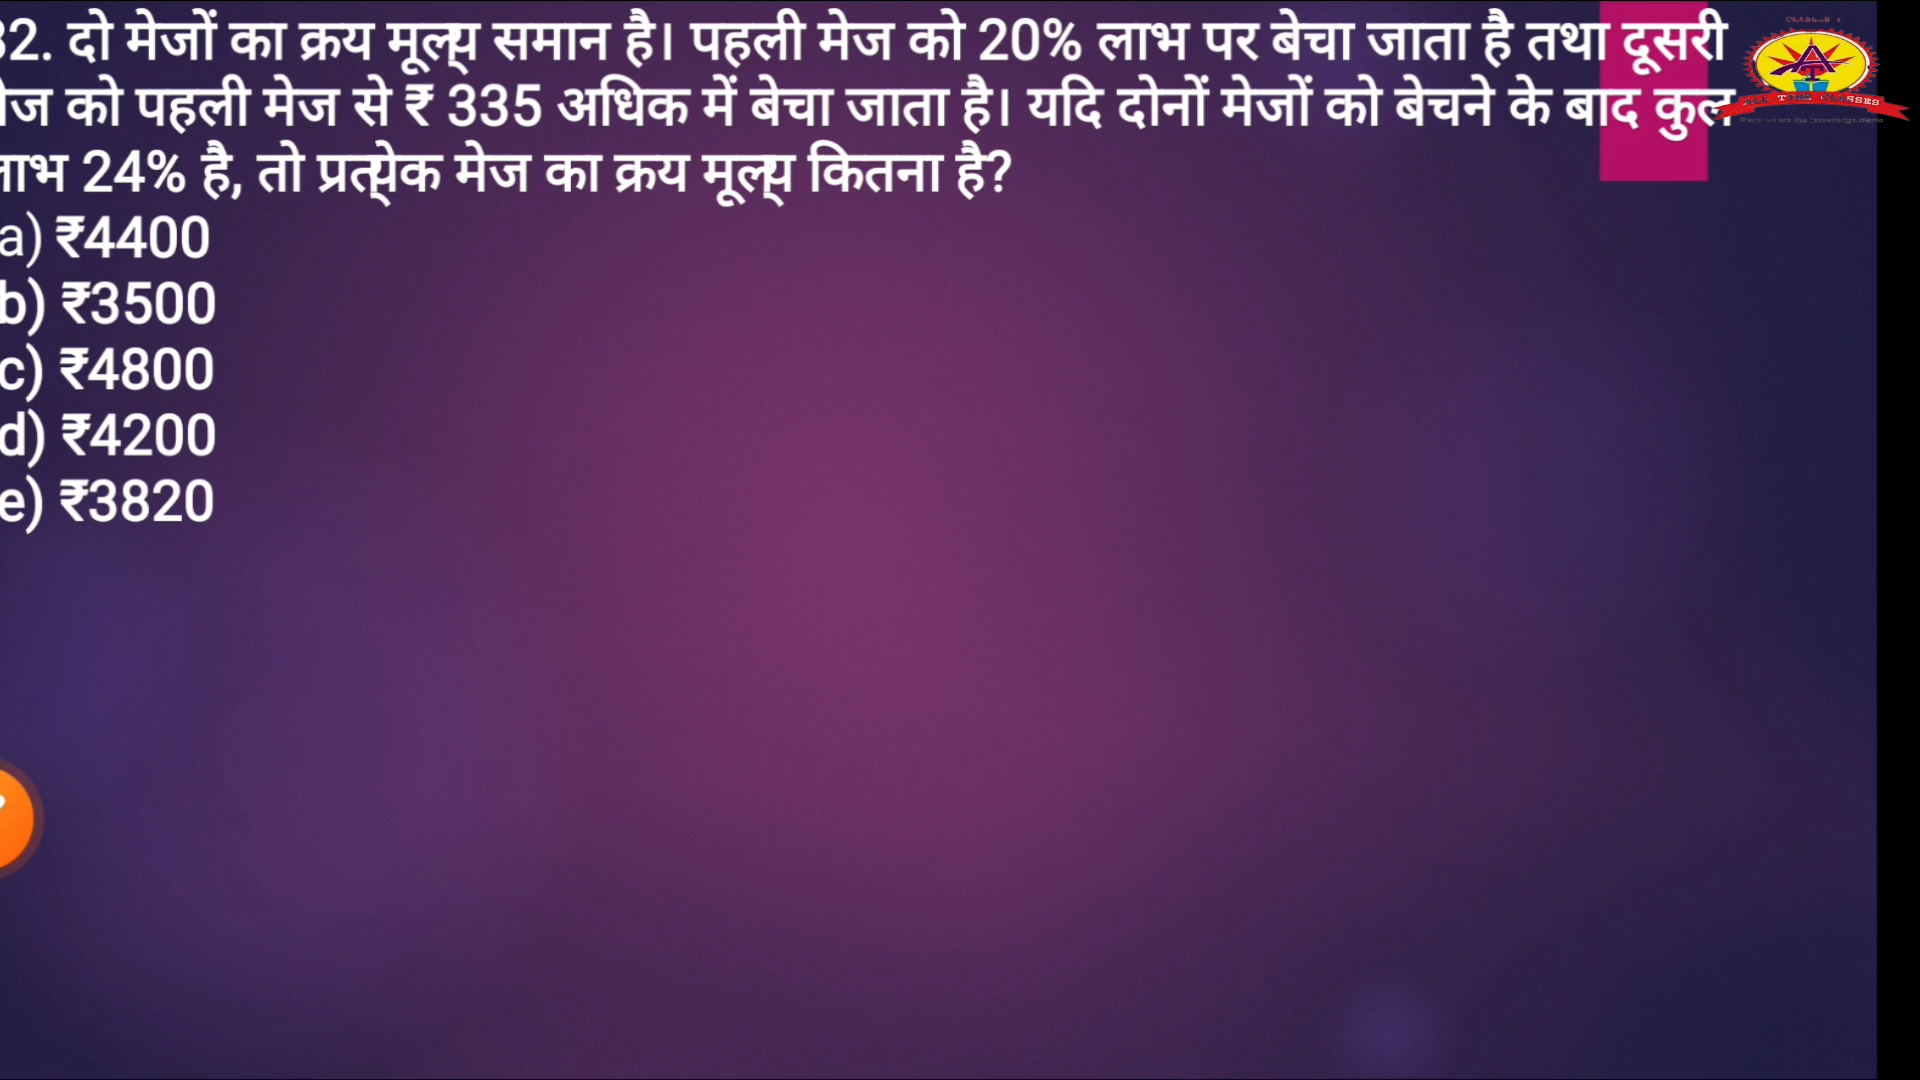 32. दो मेजों का क्रय मूल्य समान है। पहली मेज को 20% लाभ पर बेचा जाता है तथा दूसरी
मेज को पहली मेज से ₹ 335 अधिक में बेचा जाता है। यदि दोनों मेजों को बेचने के बाद कुल
लाभ 24% है, तो प्रत्येक मेज का क्रय मूल्य कितना है?
a) ₹4400
b) ₹3500
c) ₹4800
d) ₹4200
e) ₹3820